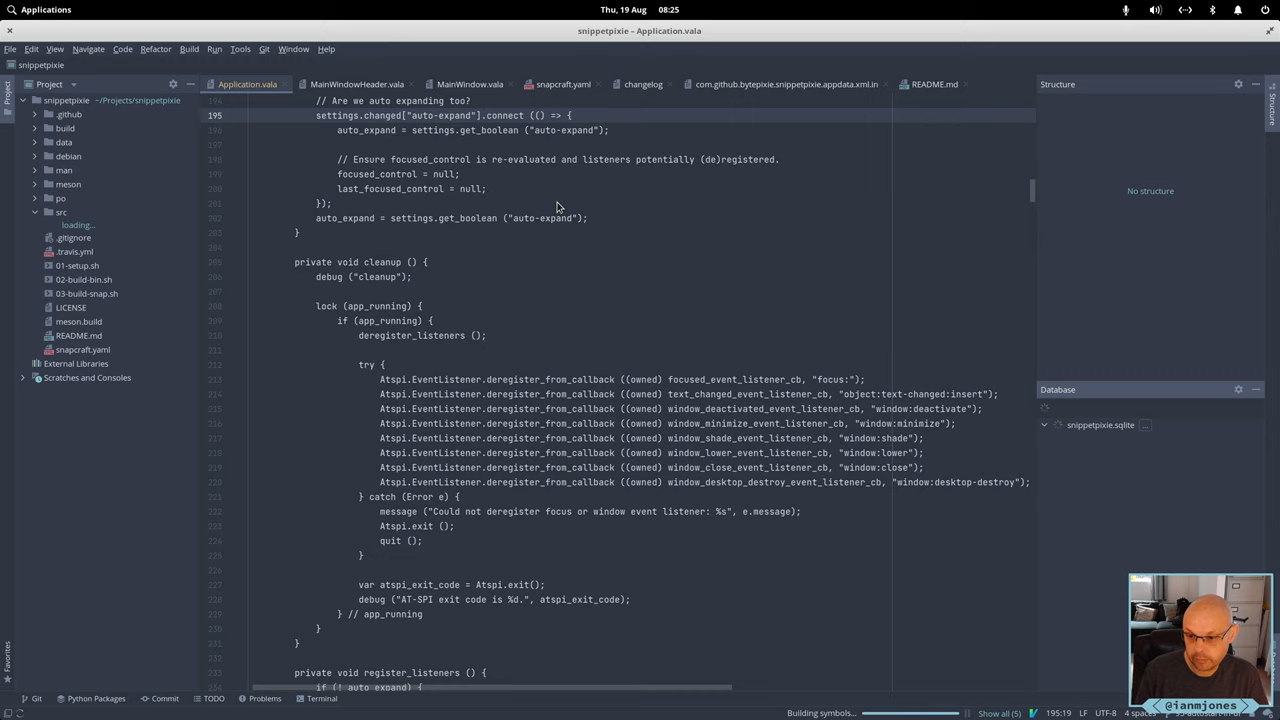 Applications
Thu, 19 Aug 08:25
snippetpixie – Application.vala
File Edit View Navigate Code Refactor Build Run Tools Git Window Help
snippetpixie
Project
Application.vala MainWindowHeader.vala MainWindow.vala snapcraft.yaml changelog com.github.bytepixie.snippetpixie.appdata.xml.in README.md
Structure
snippetpixie ~/Projects/snippetpixie
.github
build
data
debian
man
meson
po
src
loading...
.gitignore
.travis.yml
01-setup.sh
02-build-bin.sh
03-build-snap.sh
LICENSE
meson.build
README.md
snapcraft.yaml
External Libraries
Scratches and Consoles
194 // Are we auto expanding too?
195 settings.changed["auto-expand"].connect (() => {
196 auto_expand = settings.get_boolean ("auto-expand");
197
198 // Ensure focused_control is re-evaluated and listeners potentially (de)registered.
199 focused_control = null;
200 last_focused_control = null;
201 });
202 auto_expand = settings.get_boolean ("auto-expand");
203 }
204
205 private void cleanup () {
206 debug ("cleanup");
207
208 lock (app_running) {
209 if (app_running) {
210 deregister_listeners ();
211
212 try {
213 Atspi.EventListener.deregister_from_callback ((owned) focused_event_listener_cb, "focus:");
214 Atspi.EventListener.deregister_from_callback ((owned) text_changed_event_listener_cb, "object:text-changed:insert");
215 Atspi.EventListener.deregister_from_callback ((owned) window_deactivated_event_listener_cb, "window:deactivate");
216 Atspi.EventListener.deregister_from_callback ((owned) window_minimize_event_listener_cb, "window:minimize");
217 Atspi.EventListener.deregister_from_callback ((owned) window_shade_event_listener_cb, "window:shade");
218 Atspi.EventListener.deregister_from_callback ((owned) window_lower_event_listener_cb, "window:lower");
219 Atspi.EventListener.deregister_from_callback ((owned) window_close_event_listener_cb, "window:close");
220 Atspi.EventListener.deregister_from_callback ((owned) window_desktop_destroy_event_listener_cb, "window:desktop-destroy");
221 } catch (Error e) {
222 message ("Could not deregister focus or window event listener: %s", e.message);
223 Atspi.exit ();
224 quit ();
225 }
226
227 var atspi_exit_code = Atspi.exit();
228 debug ("AT-SPI exit code is %d.", atspi_exit_code);
229 } // app_running
230 }
231 }
232
233 private void register_listeners () {
234 if (! auto_expand) {
No structure
Database
snippetpixie.sqlite ...
Project
Structure
Favorites
Git Python Packages Commit TODO Problems Terminal
Building symbols... Show all (5) 195:19 LF UTF-8 4 spaces
@ianmjones